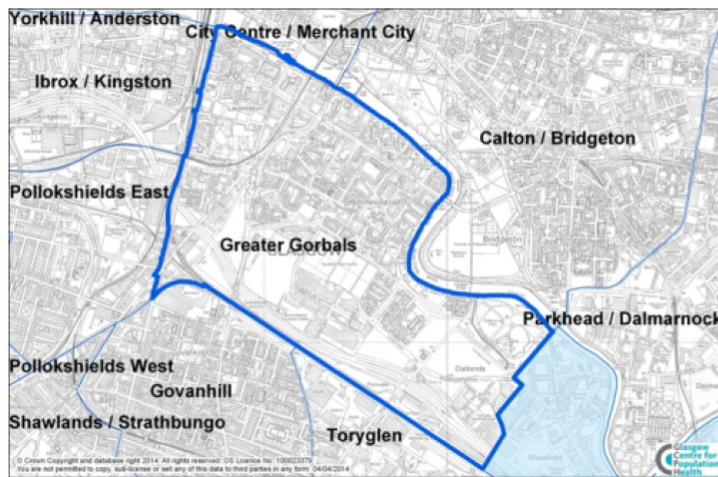 Yorkhill / Anderston
City Centre / Merchant City
Ibrox / Kingston
Calton / Bridgeton
Pollokshields East
Greater Gorbals
GLASGOW
Bridgeton
Parkhead / Dalmarnock
Pollokshields West
Oatlands
Govanhill
Shawlands / Strathbungo
Toryglen
© Crown Copyright and database right 2014. All rights reserved. OS Licence No. 100023379
You are not permitted to copy, sub-license or sell any of this data to third parties in any form. 04/04/2014
Glasgow
Centre for
Population
Health